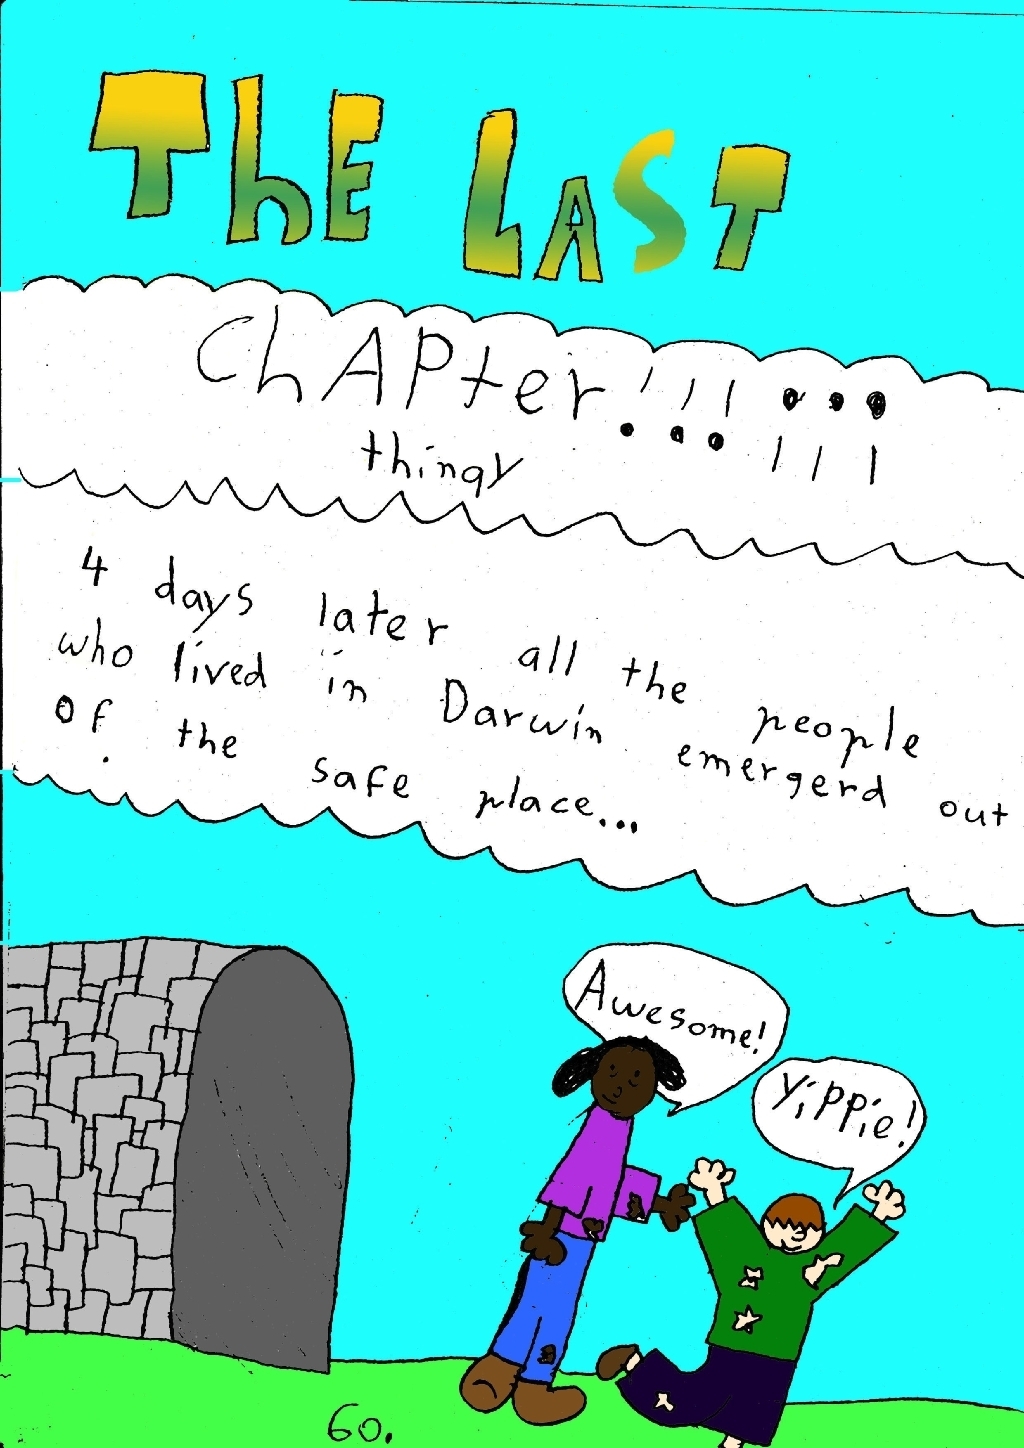 ThE LAST
ChAPter!!!¡¡¡
thingy
4 days later all the people
who lived in Darwin emergerd out
of the safe place...
Awesome!
Yippie!
60.